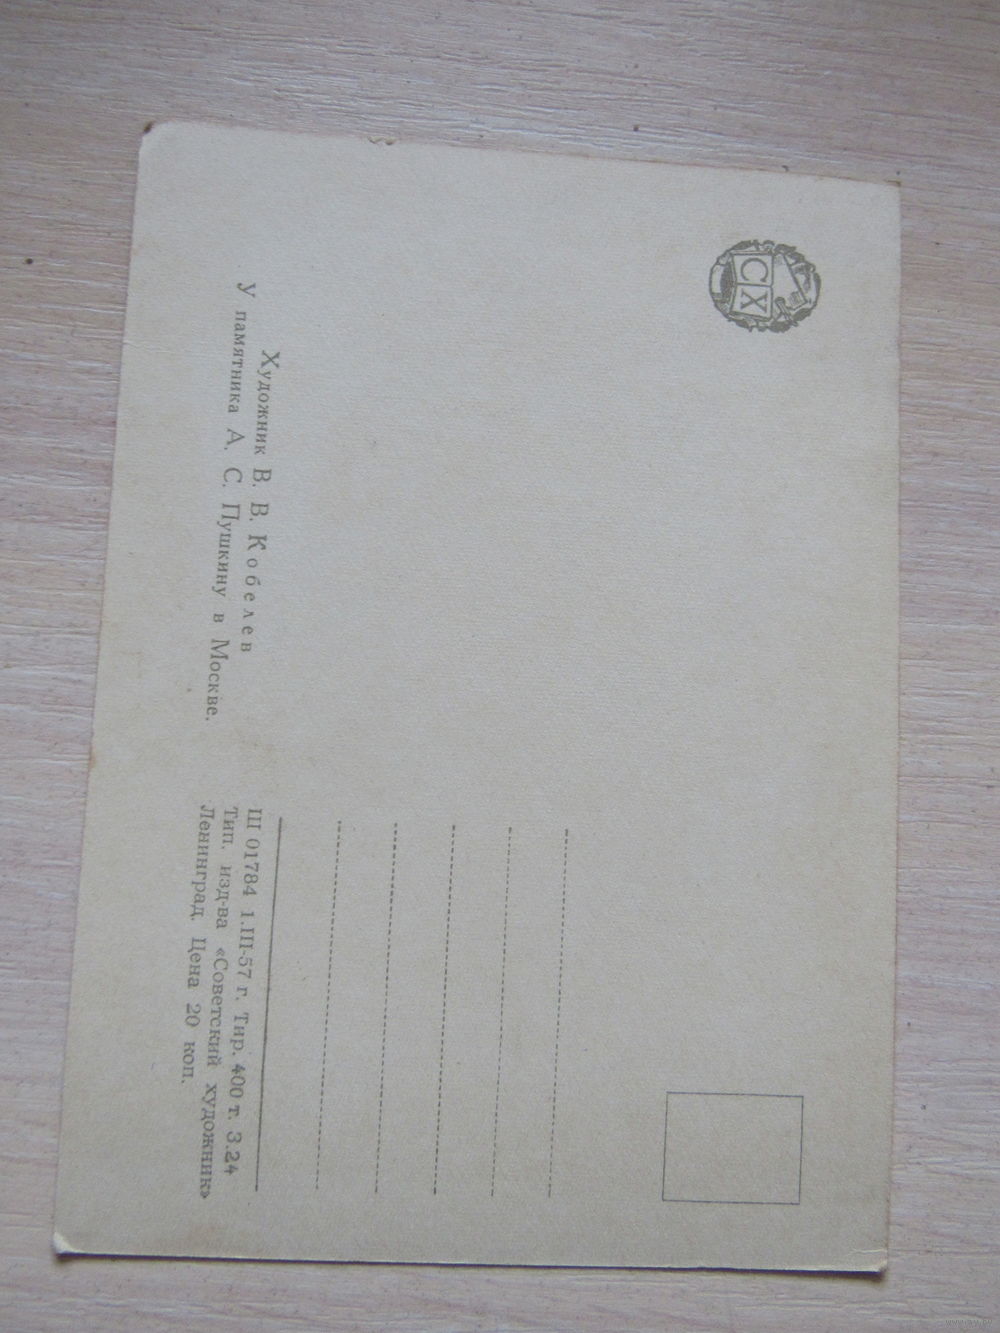 СХ
Художник В. В. Кобелев
У памятника А. С. Пушкину в Москве.
Ш 01784 1.III-57 г. Тир. 400 т. З.24
Тип. изд-ва «Советский художник»
Ленинград. Цена 20 коп.